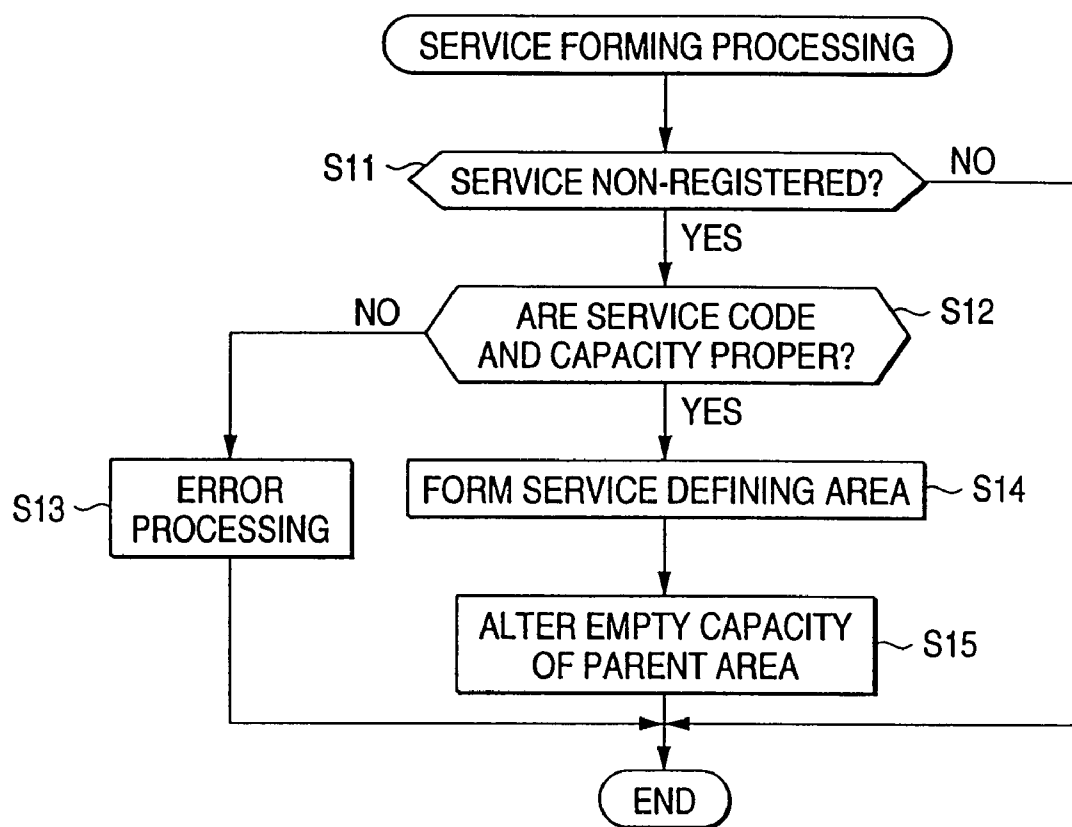 SERVICE FORMING PROCESSING
S11
SERVICE NON-REGISTERED?
NO
YES
NO
ARE SERVICE CODE
AND CAPACITY PROPER?
S12
YES
S13
ERROR
PROCESSING
FORM SERVICE DEFINING AREA
S14
ALTER EMPTY CAPACITY
OF PARENT AREA
S15
END